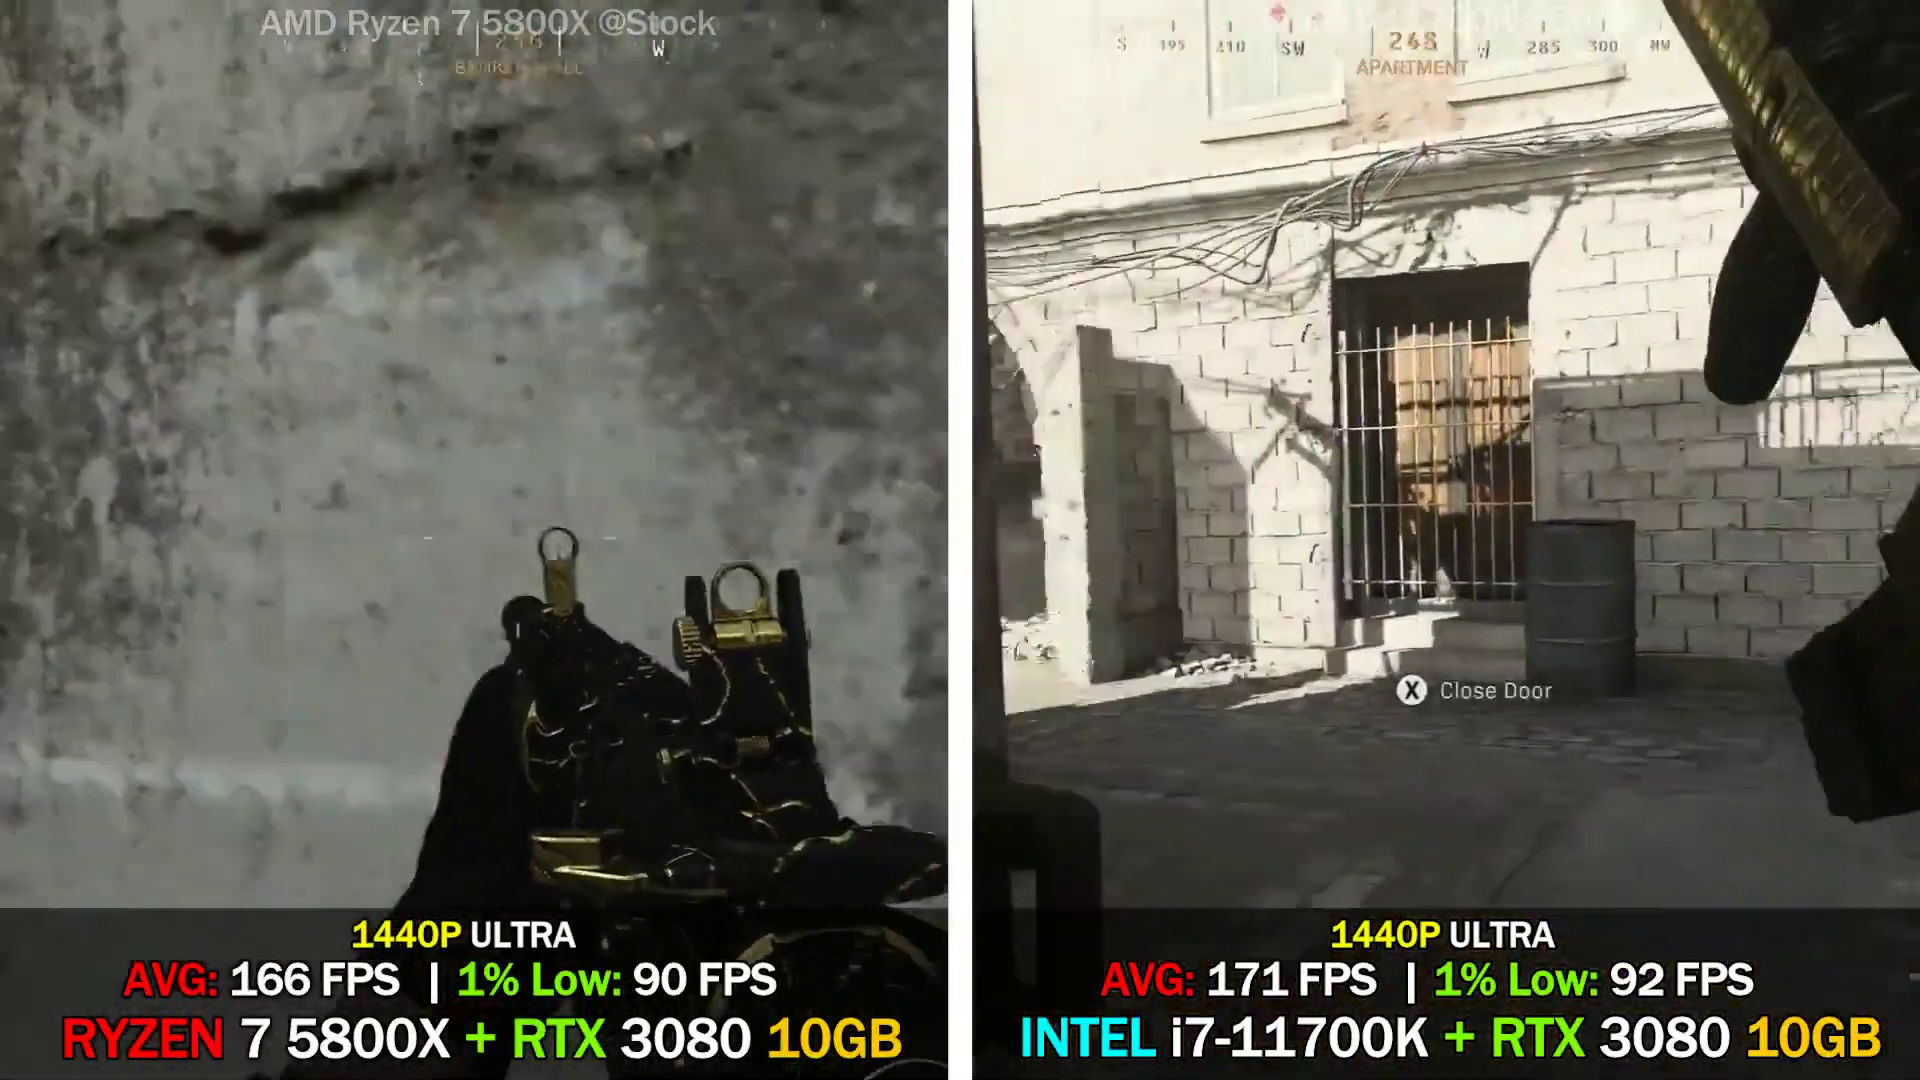 AMD Ryzen 7 5800X @Stock
W
S 195 210 SW 268 W 285 300 NW
APARTMENT
X Close Door
1440P ULTRA
AVG: 166 FPS | 1% Low: 90 FPS
RYZEN 7 5800X + RTX 3080 10GB
1440P ULTRA
AVG: 171 FPS | 1% Low: 92 FPS
INTEL i7-11700K + RTX 3080 10GB